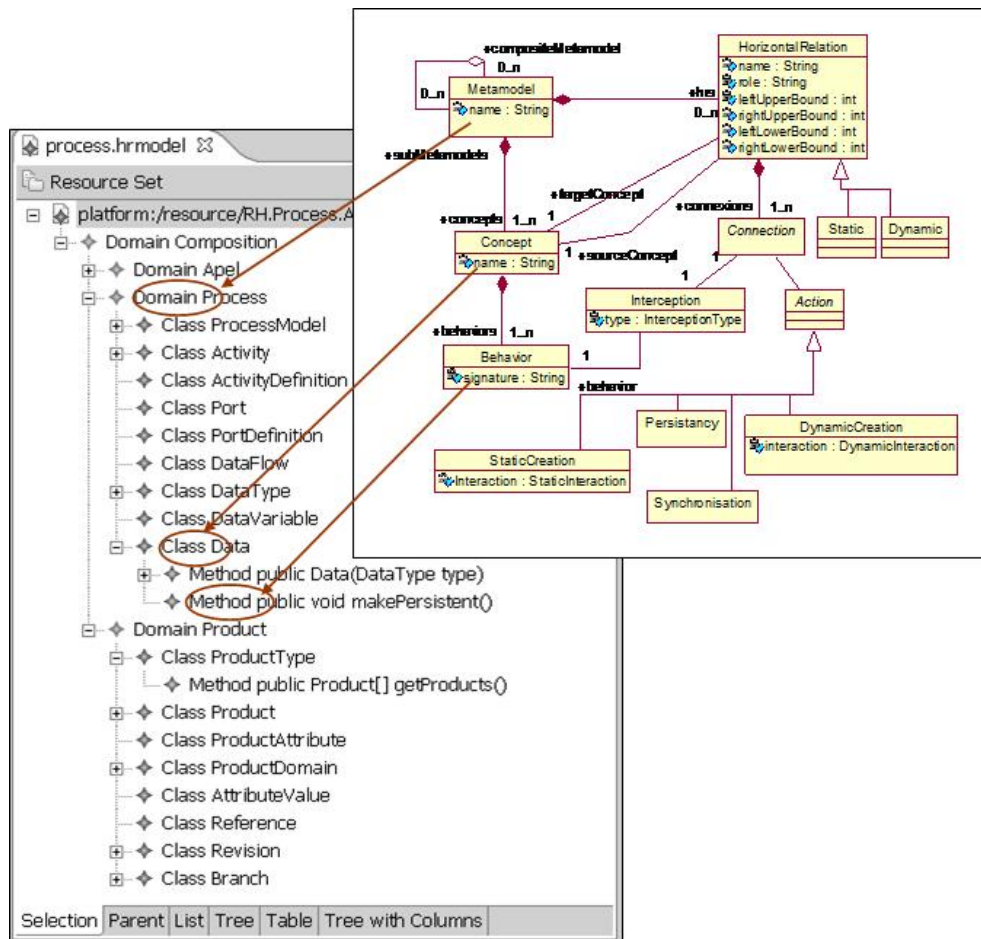 +compositeMetamodel
0..n
0..n
Metamodel
name : String
+subMetamodels
+hrs
0..n
HorizontalRelation
name : String
role : String
leftUpperBound : int
rightUpperBound : int
leftLowerBound : int
rightLowerBound : int
+targetConcept
1
+concepts
1..n
+connexions
1..n
Concept
name : String
1
+sourceConcept
Connection
Static
Dynamic
1
1
Interception
type : InterceptionType
Action
+behaviors
1..n
Behavior
signature : String
1
+behavior
Persistancy
DynamicCreation
interaction : DynamicInteraction
StaticCreation
Interaction : StaticInteraction
Synchronisation
process.hrmodel
Resource Set
platform:/resource/RH.Process.A
Domain Composition
Domain Apel
Domain Process
Class ProcessModel
Class Activity
Class ActivityDefinition
Class Port
Class PortDefinition
Class DataFlow
Class DataType
Class DataVariable
Class Data
Method public Data(DataType type)
Method public void makePersistent()
Domain Product
Class ProductType
Method public Product[] getProducts()
Class Product
Class ProductAttribute
Class ProductDomain
Class AttributeValue
Class Reference
Class Revision
Class Branch
Selection Parent List Tree Table Tree with Columns